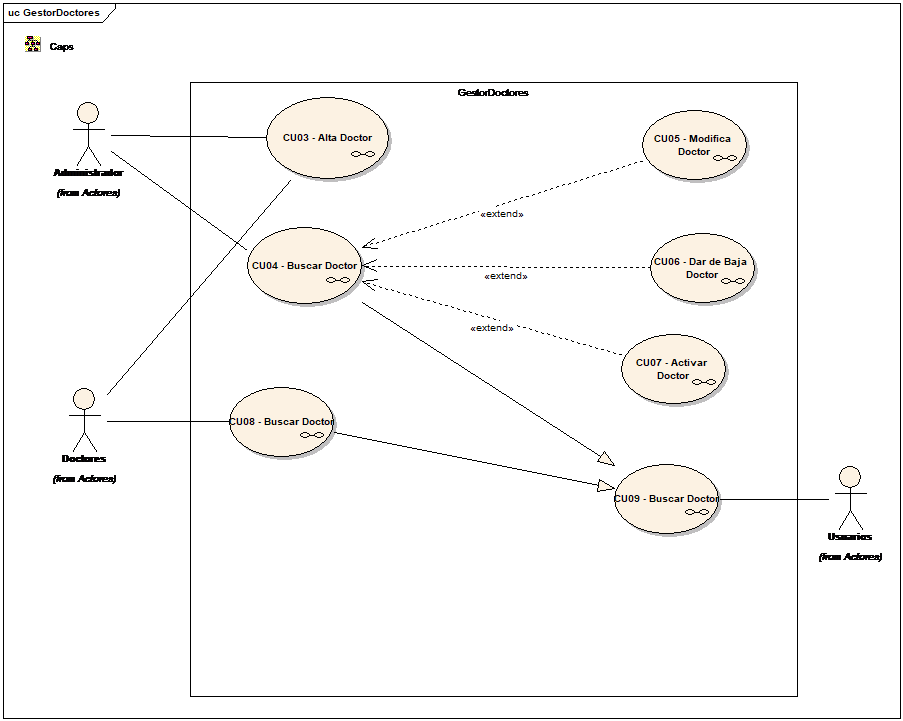 uc GestorDoctores
Caps
GestorDoctores
CU03 - Alta Doctor
CU05 - Modifica
Doctor
Administrador
(from Actores)
«extend»
CU04 - Buscar Doctor
CU06 - Dar de Baja
Doctor
«extend»
«extend»
CU07 - Activar
Doctor
CU08 - Buscar Doctor
Doctores
(from Actores)
CU09 - Buscar Doctor
Usuarios
(from Actores)